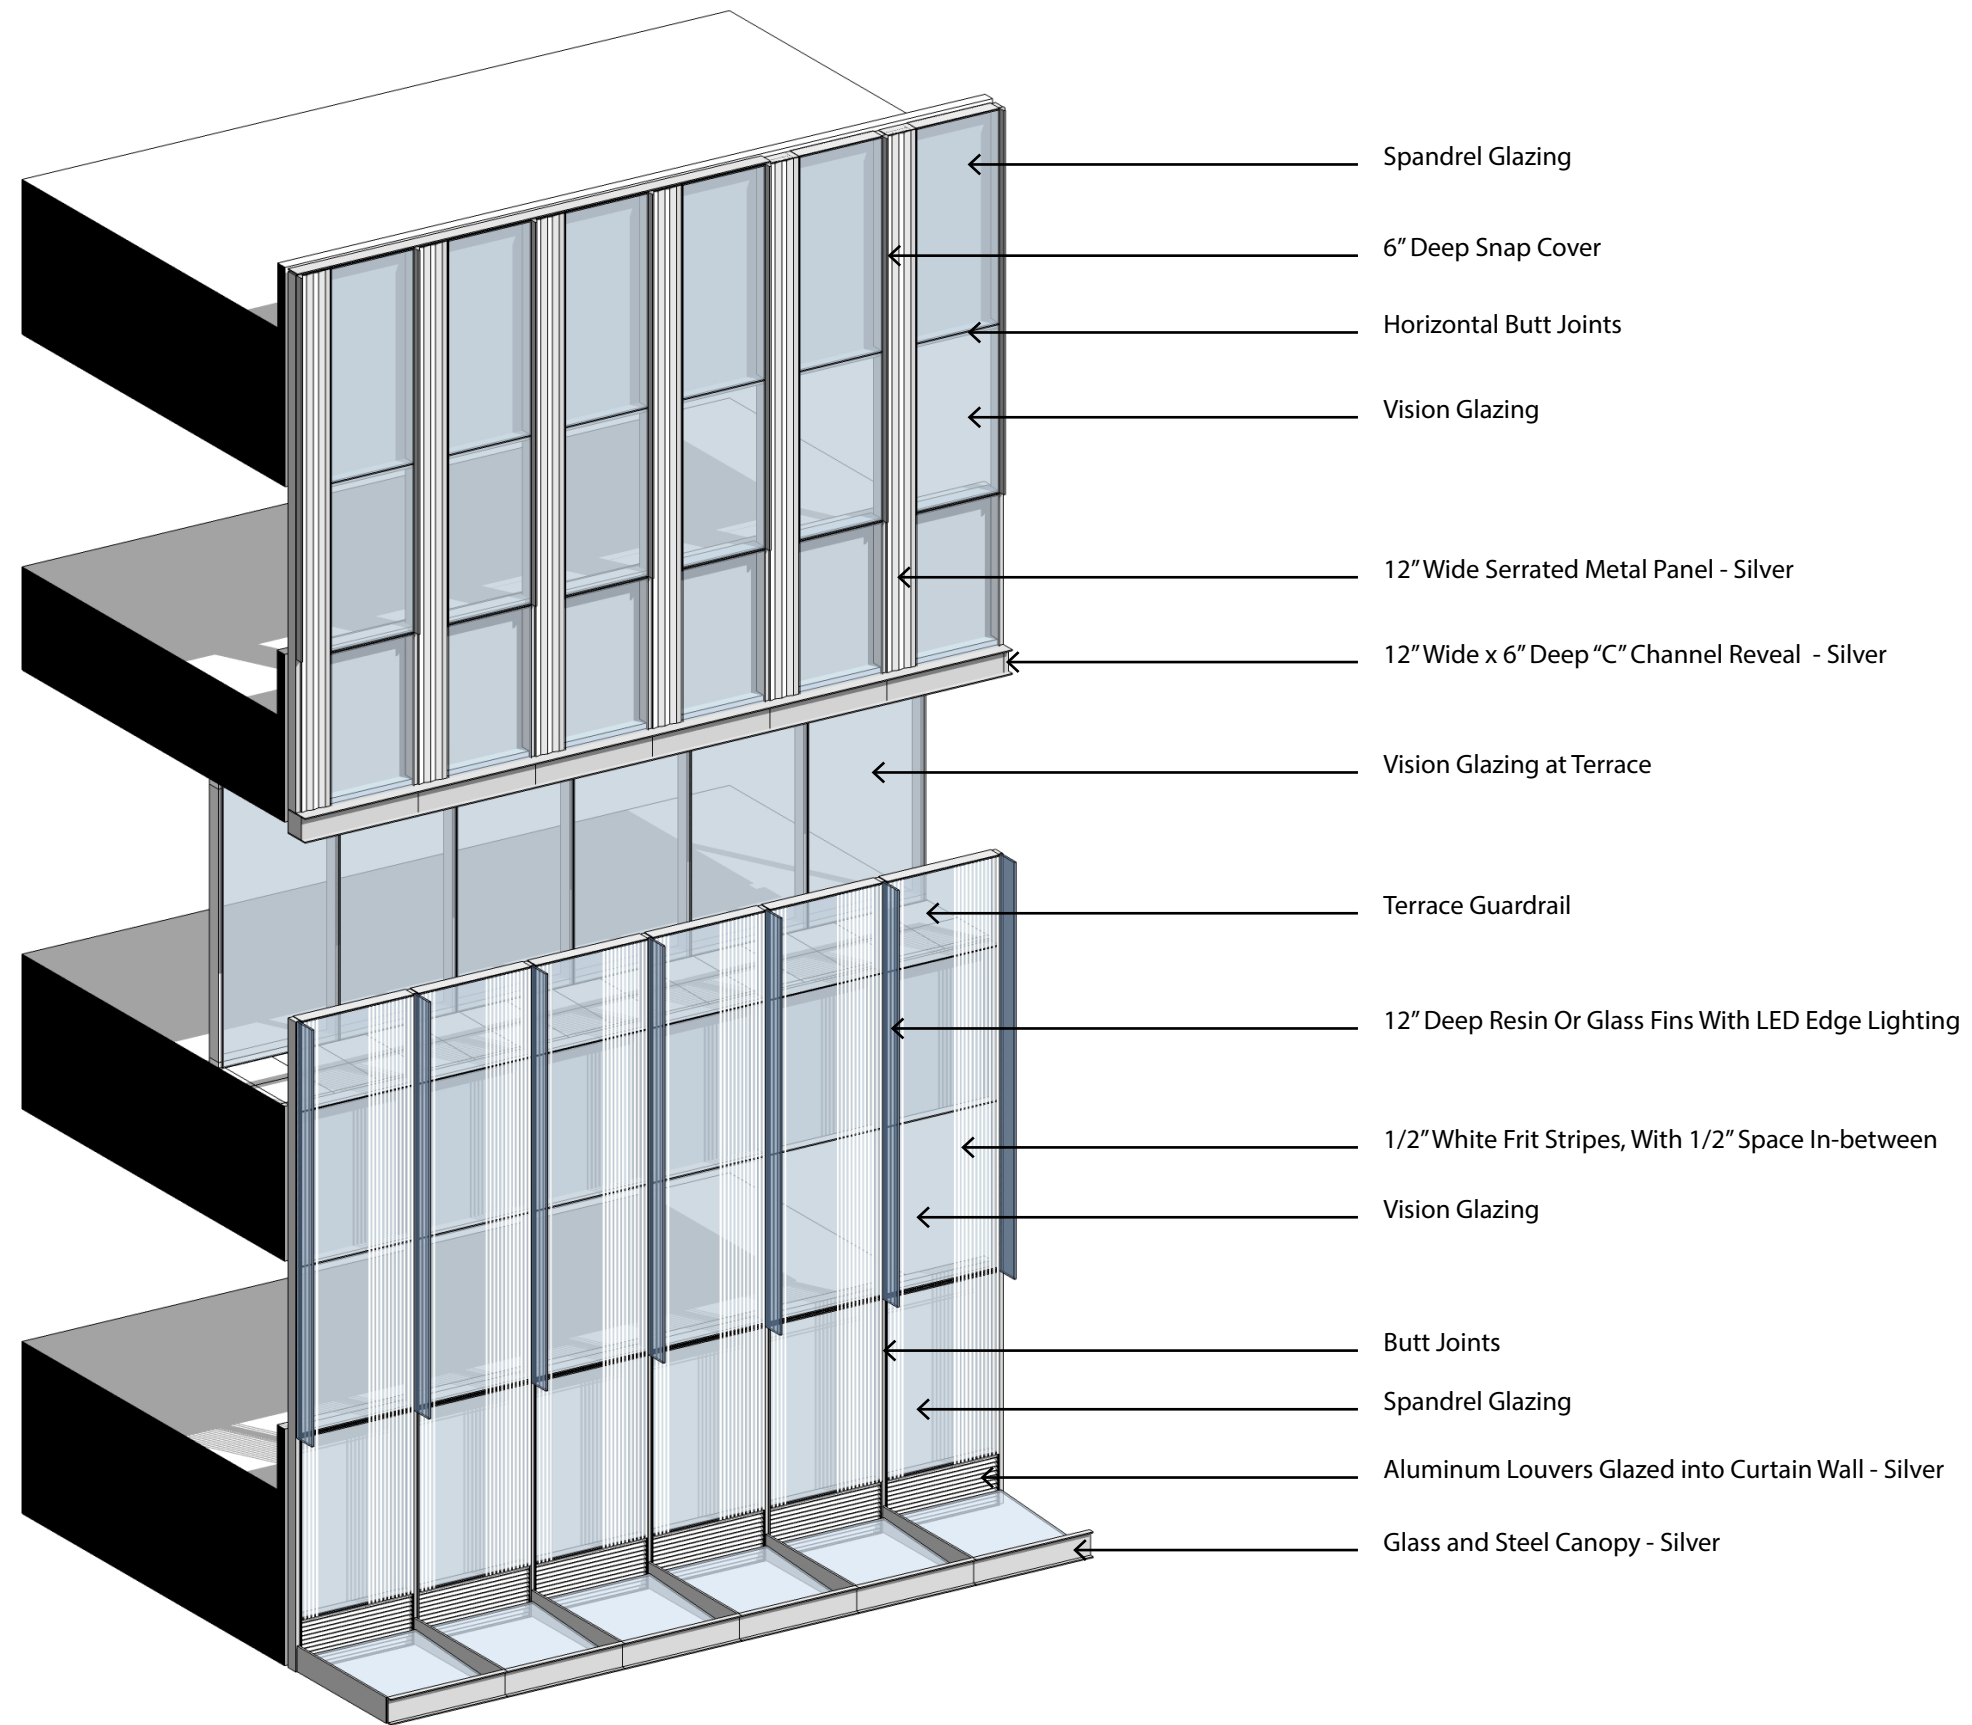 Spandrel Glazing
6” Deep Snap Cover
Horizontal Butt Joints
Vision Glazing
12” Wide Serrated Metal Panel - Silver
12” Wide x 6” Deep “C” Channel Reveal - Silver
Vision Glazing at Terrace
Terrace Guardrail
12” Deep Resin Or Glass Fins With LED Edge Lighting
1/2” White Frit Stripes, With 1/2” Space In-between
Vision Glazing
Butt Joints
Spandrel Glazing
Aluminum Louvers Glazed into Curtain Wall - Silver
Glass and Steel Canopy - Silver